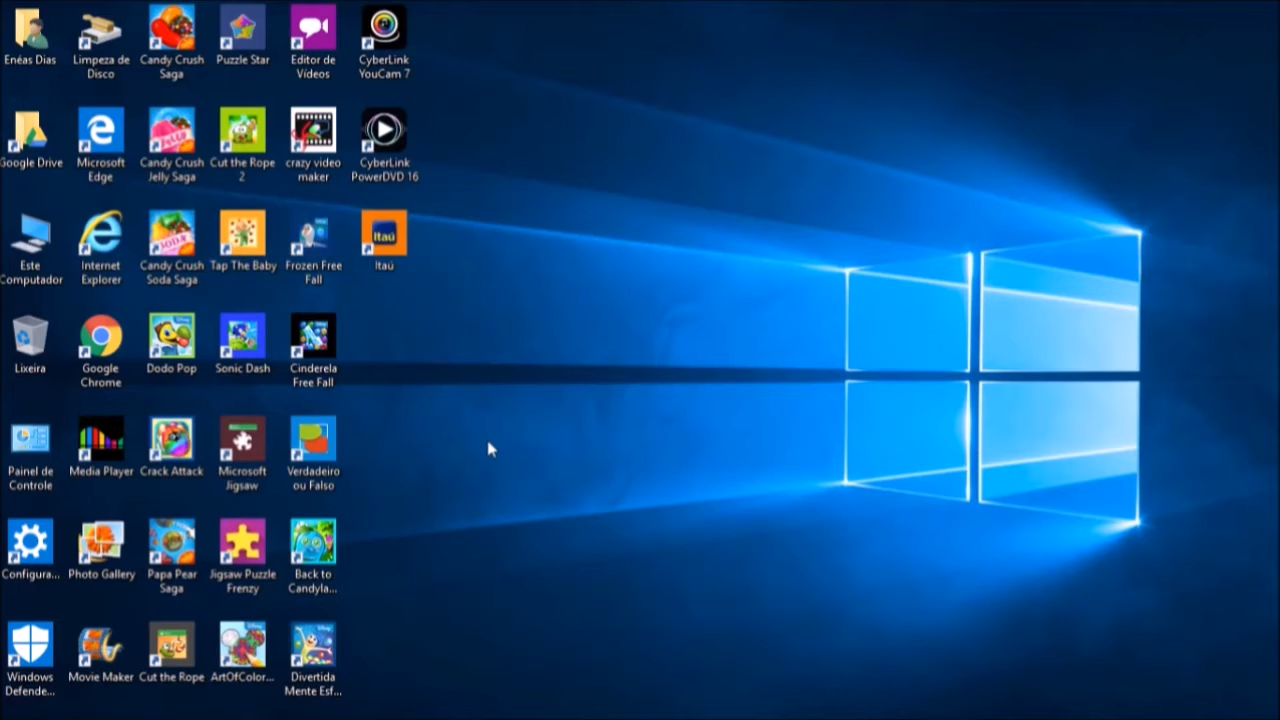 Enéas Dias
Limpeza de
Disco
Candy Crush
Saga
Puzzle Star
Editor de
Vídeos
CyberLink
YouCam 7
Google Drive
Microsoft
Edge
Candy Crush
Jelly Saga
Cut the Rope
2
crazy video
maker
CyberLink
PowerDVD 16
Este
Computador
Internet
Explorer
SODA
Candy Crush
Soda Saga
Tap The Baby
Frozen Free
Fall
Itaú
Itaú
Lixeira
Google
Chrome
Dodo Pop
Sonic Dash
Cinderela
Free Fall
Painel de
Controle
Media Player
Crack Attack
Microsoft
Jigsaw
Verdadeiro
ou Falso
Configura...
Photo Gallery
Papa Pear
Saga
Jigsaw Puzzle
Frenzy
Back to
Candyla...
Windows
Defende...
Movie Maker
Cut the Rope
ArtOfColor...
Divertida
Mente Esf...